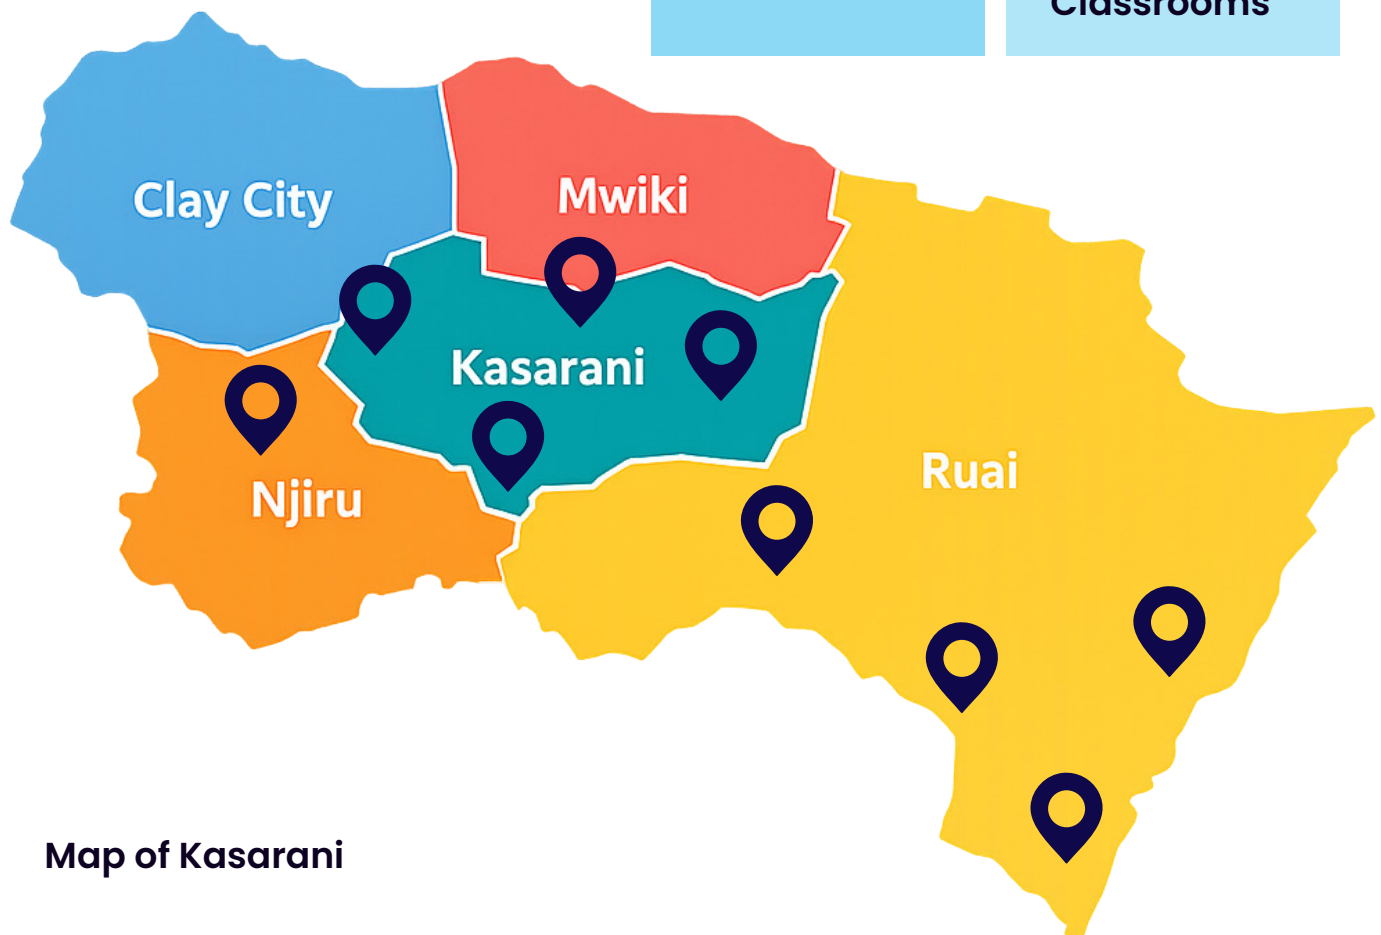 Classrooms
Clay City
Mwiki
Kasarani
Ruai
Njiru
Map of Kasarani